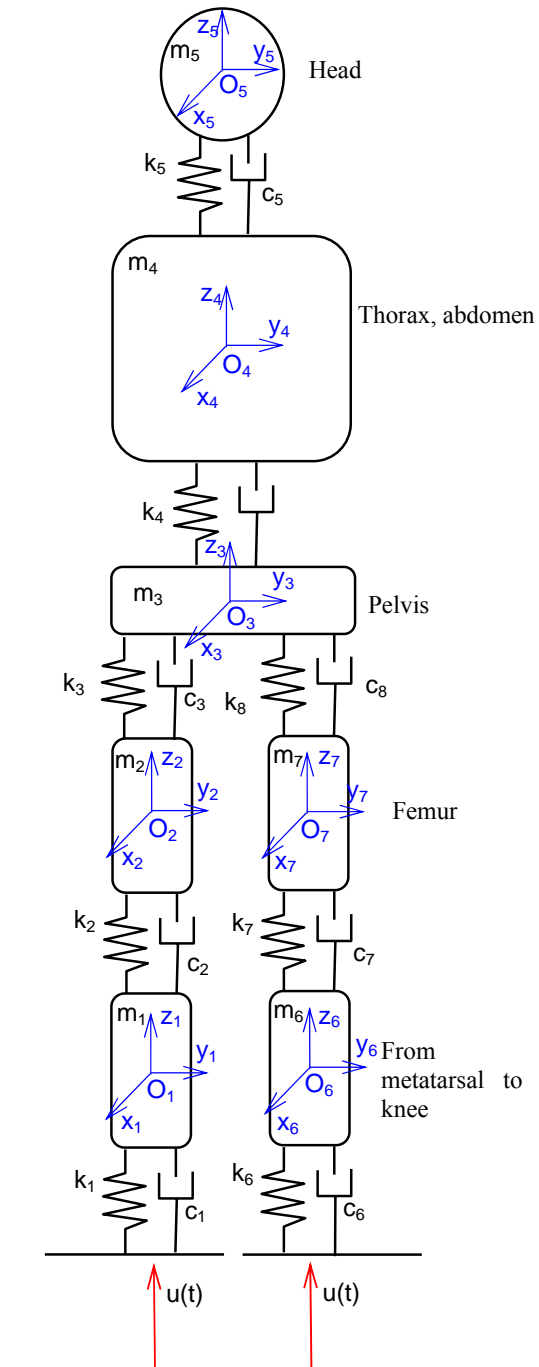 z₅
m₅
y₅
Head
O₅
x₅
k₅
c₅
m₄
z₄
Thorax, abdomen
y₄
O₄
x₄
k₄
z₃
y₃
m₃
Pelvis
O₃
x₃
k₃
c₃
k₈
c₈
m₂
z₂
m₇
z₇
y₂
y₇
Femur
O₂
O₇
x₂
x₇
k₂
k₇
c₂
c₇
m₁
z₁
m₆
z₆
y₁
y₆
From
metatarsal to
knee
O₁
O₆
x₁
x₆
k₁
k₆
c₁
c₆
u(t)
u(t)